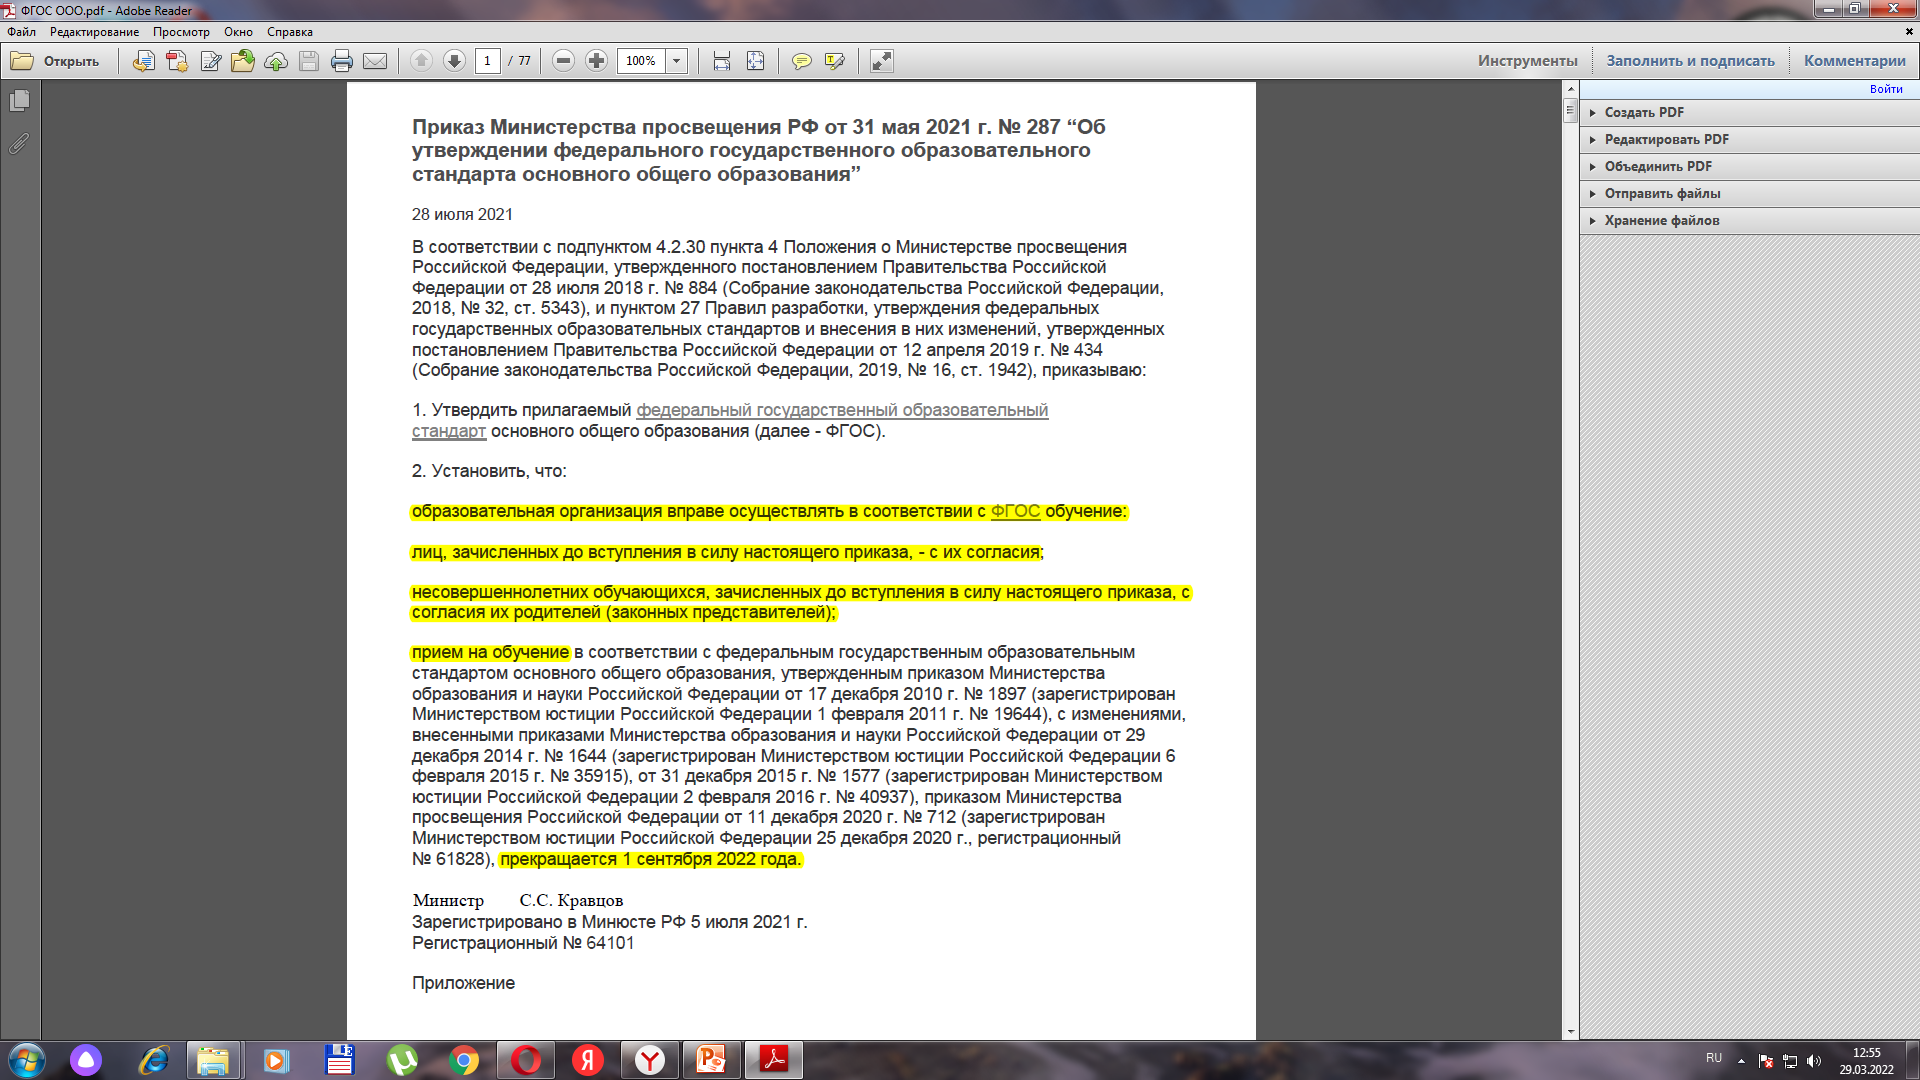 ФГОС ООО.pdf - Adobe Reader
Файл Редактирование Просмотр Окно Справка
Открыть 1 / 77 100% Инструменты Заполнить и подписать Комментарии
Войти
Создать PDF
Редактировать PDF
Объединить PDF
Отправить файлы
Хранение файлов
Приказ Министерства просвещения РФ от 31 мая 2021 г. № 287 “Об
утверждении федерального государственного образовательного
стандарта основного общего образования”
28 июля 2021
В соответствии с подпунктом 4.2.30 пункта 4 Положения о Министерстве просвещения
Российской Федерации, утвержденного постановлением Правительства Российской
Федерации от 28 июля 2018 г. № 884 (Собрание законодательства Российской Федерации,
2018, № 32, ст. 5343), и пунктом 27 Правил разработки, утверждения федеральных
государственных образовательных стандартов и внесения в них изменений, утвержденных
постановлением Правительства Российской Федерации от 12 апреля 2019 г. № 434
(Собрание законодательства Российской Федерации, 2019, № 16, ст. 1942), приказываю:
1. Утвердить прилагаемый федеральный государственный образовательный
стандарт основного общего образования (далее - ФГОС).
2. Установить, что:
образовательная организация вправе осуществлять в соответствии с ФГОС обучение:
лиц, зачисленных до вступления в силу настоящего приказа, - с их согласия;
несовершеннолетних обучающихся, зачисленных до вступления в силу настоящего приказа, с
согласия их родителей (законных представителей);
прием на обучение в соответствии с федеральным государственным образовательным
стандартом основного общего образования, утвержденным приказом Министерства
образования и науки Российской Федерации от 17 декабря 2010 г. № 1897 (зарегистрирован
Министерством юстиции Российской Федерации 1 февраля 2011 г. № 19644), с изменениями,
внесенными приказами Министерства образования и науки Российской Федерации от 29
декабря 2014 г. № 1644 (зарегистрирован Министерством юстиции Российской Федерации 6
февраля 2015 г. № 35915), от 31 декабря 2015 г. № 1577 (зарегистрирован Министерством
юстиции Российской Федерации 2 февраля 2016 г. № 40937), приказом Министерства
просвещения Российской Федерации от 11 декабря 2020 г. № 712 (зарегистрирован
Министерством юстиции Российской Федерации 25 декабря 2020 г., регистрационный
№ 61828), прекращается 1 сентября 2022 года.
Министр С.С. Кравцов
Зарегистрировано в Минюсте РФ 5 июля 2021 г.
Регистрационный № 64101
Приложение
RU
12:55
29.03.2022